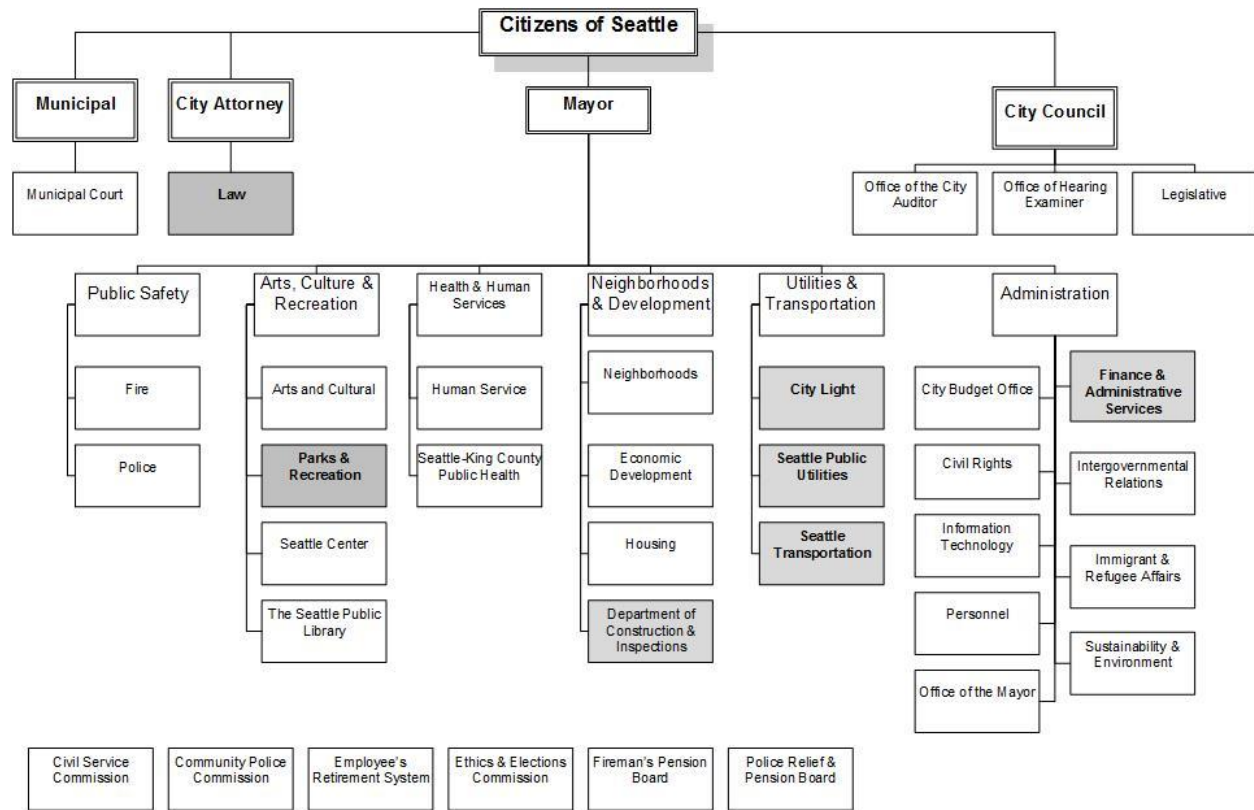 Citizens of Seattle
Municipal
City Attorney
Mayor
City Council
Municipal Court
Law
Office of the City
Auditor
Office of Hearing
Examiner
Legislative
Public Safety
Arts, Culture &
Recreation
Health & Human
Services
Neighborhoods
& Development
Utilities &
Transportation
Administration
Fire
Police
Arts and Cultural
Parks &
Recreation
Seattle Center
The Seattle Public
Library
Human Service
Seattle-King County
Public Health
Neighborhoods
Economic
Development
Housing
Department of
Construction &
Inspections
City Light
Seattle Public
Utilities
Seattle
Transportation
City Budget Office
Civil Rights
Information
Technology
Personnel
Office of the Mayor
Finance &
Administrative
Services
Intergovernmental
Relations
Immigrant &
Refugee Affairs
Sustainability &
Environment
Civil Service
Commission
Community Police
Commission
Employee's
Retirement System
Ethics & Elections
Commission
Fireman's Pension
Board
Police Relief &
Pension Board